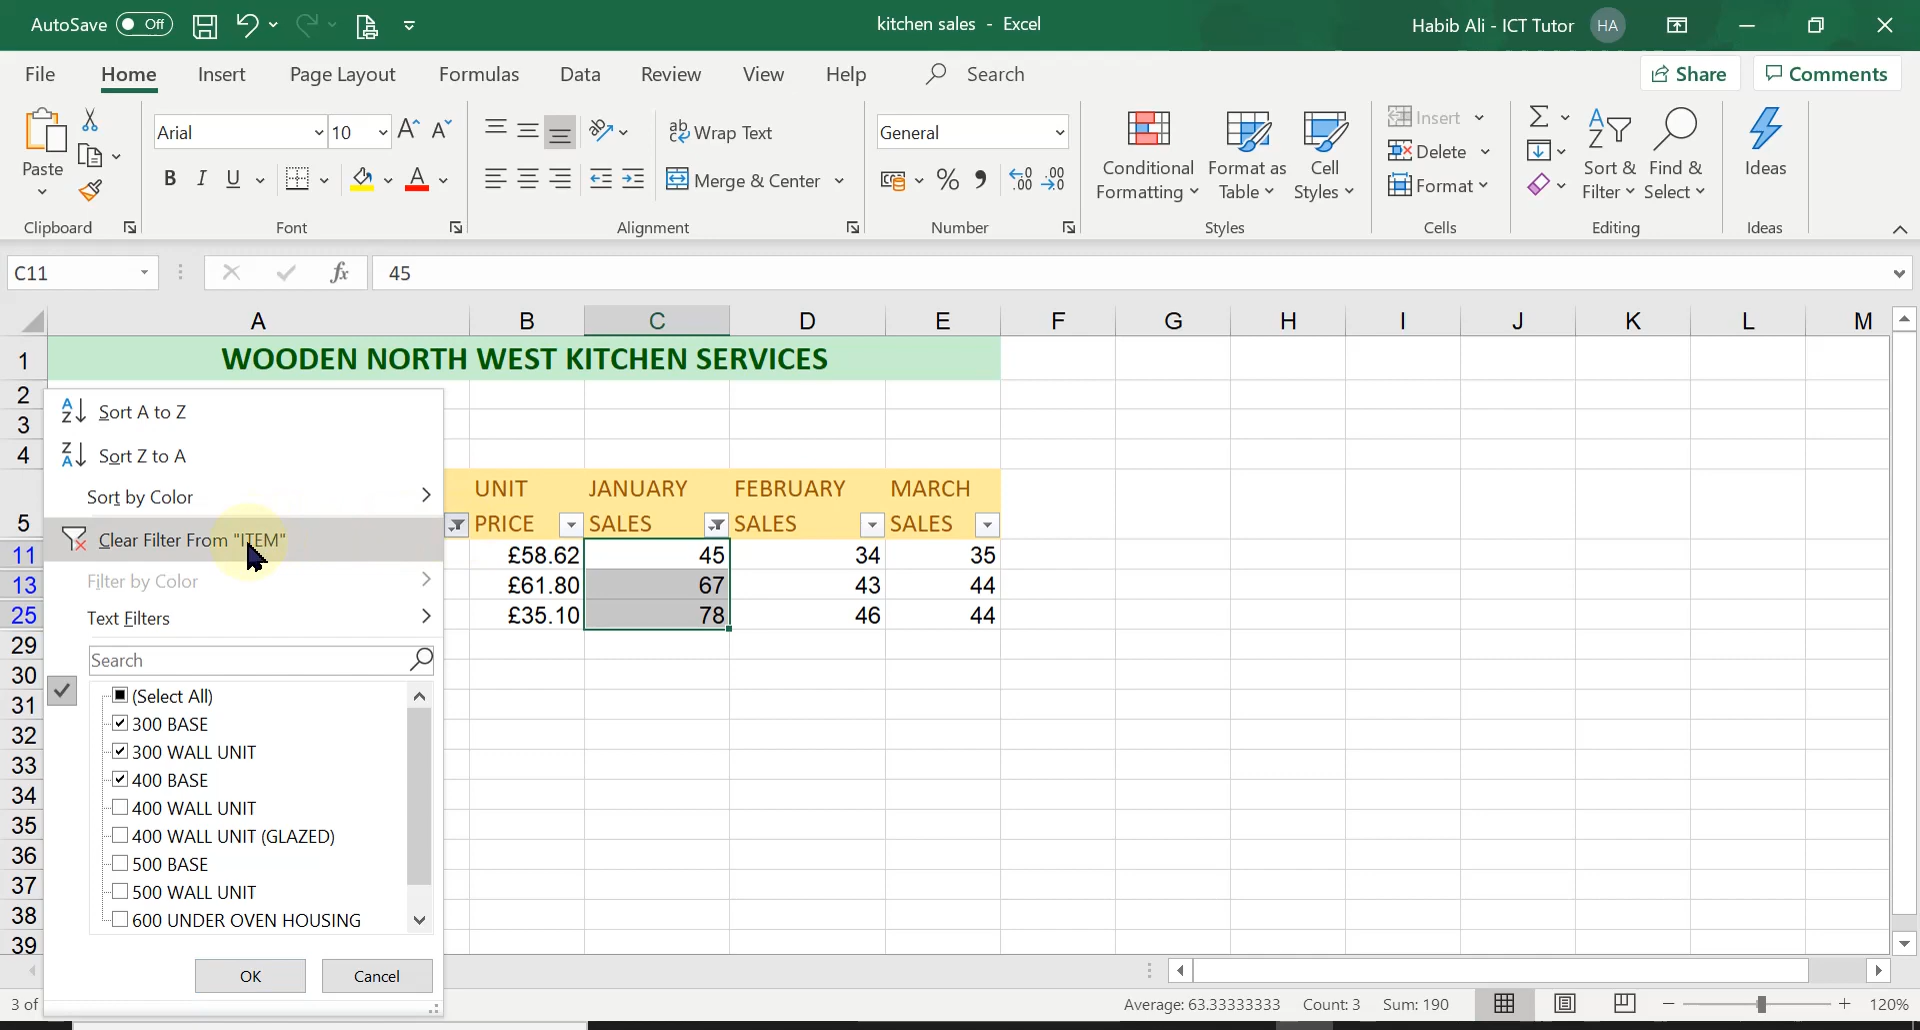 AutoSave Off kitchen sales - Excel Habib Ali - ICT Tutor HA
File Home Insert Page Layout Formulas Data Review View Help Search Share Comments
Paste Arial 10 Wrap Text General Conditional Formatting Format as Table Cell Styles Insert Sort & Filter Find & Select Ideas
B I U Merge & Center % Delete Format
Clipboard Font Alignment Number Styles Cells Editing Ideas
C11 fx 45
A B C D E F G H I J K L M
1 WOODEN NORTH WEST KITCHEN SERVICES
2
3
4
5 UNIT PRICE JANUARY SALES FEBRUARY SALES MARCH SALES
11 £58.62 45 34 35
13 £61.80 67 43 44
25 £35.10 78 46 44
29
30
31
32
33
34
35
36
37
38
39
Sort A to Z
Sort Z to A
Sort by Color
Clear Filter From "ITEM"
Filter by Color
Text Filters
Search
(Select All)
300 BASE
300 WALL UNIT
400 BASE
400 WALL UNIT
400 WALL UNIT (GLAZED)
500 BASE
500 WALL UNIT
600 UNDER OVEN HOUSING
OK Cancel
3 of Average: 63.33333333 Count: 3 Sum: 190 120%